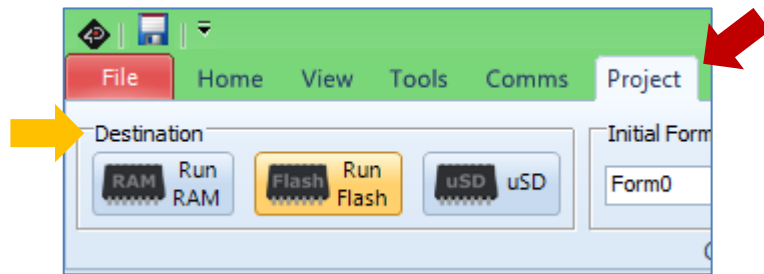 File Home View Tools Comms Project
Destination Initial Form
RAM Run RAM Flash Run Flash uSD uSD Form0